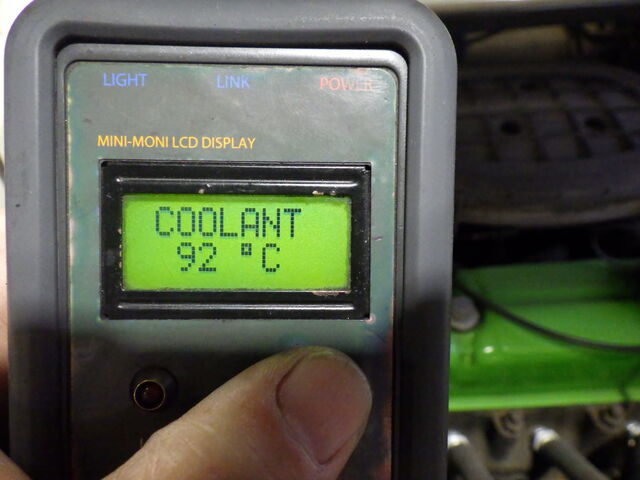 LIGHT LINK POWER
MINI-MONI LCD DISPLAY
COOLANT
92 °C